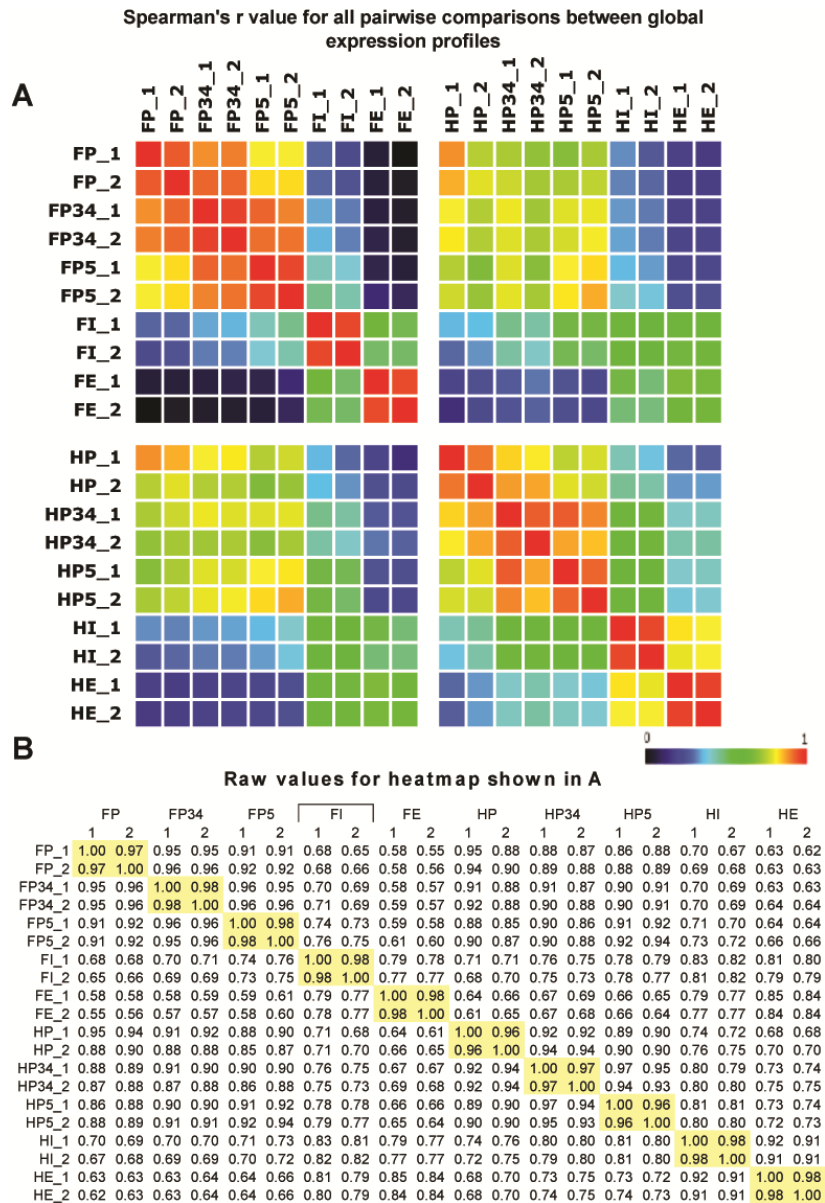 Spearman's r value for all pairwise comparisons between global
expression profiles
A
FP_1 FP_2 FP34_1 FP34_2 FP5_1 FP5_2 FI_1 FI_2 FE_1 FE_2 HP_1 HP_2 HP34_1 HP34_2 HP5_1 HP5_2 HI_1 HI_2 HE_1 HE_2
FP_1
FP_2
FP34_1
FP34_2
FP5_1
FP5_2
FI_1
FI_2
FE_1
FE_2
HP_1
HP_2
HP34_1
HP34_2
HP5_1
HP5_2
HI_1
HI_2
HE_1
HE_2
0 1
B
Raw values for heatmap shown in A
FP FP34 FP5 FI FE HP HP34 HP5 HI HE
1 2 1 2 1 2 1 2 1 2 1 2 1 2 1 2 1 2 1 2
FP_1 1.00 0.97 0.95 0.95 0.91 0.91 0.68 0.65 0.58 0.55 0.95 0.88 0.88 0.87 0.86 0.88 0.70 0.67 0.63 0.62
FP_2 0.97 1.00 0.96 0.96 0.92 0.92 0.68 0.66 0.58 0.56 0.94 0.90 0.89 0.88 0.88 0.89 0.69 0.68 0.63 0.63
FP34_1 0.95 0.96 1.00 0.98 0.96 0.95 0.70 0.69 0.58 0.57 0.91 0.88 0.91 0.87 0.90 0.91 0.70 0.69 0.63 0.63
FP34_2 0.95 0.96 0.98 1.00 0.96 0.96 0.71 0.69 0.59 0.57 0.92 0.88 0.90 0.88 0.90 0.91 0.70 0.69 0.64 0.64
FP5_1 0.91 0.92 0.96 0.96 1.00 0.98 0.74 0.73 0.59 0.58 0.88 0.85 0.90 0.86 0.91 0.92 0.71 0.70 0.64 0.64
FP5_2 0.91 0.92 0.95 0.96 0.98 1.00 0.76 0.75 0.61 0.60 0.90 0.87 0.90 0.88 0.92 0.94 0.73 0.72 0.66 0.66
FI_1 0.68 0.68 0.70 0.71 0.74 0.76 1.00 0.98 0.79 0.78 0.71 0.71 0.76 0.75 0.78 0.79 0.83 0.82 0.81 0.80
FI_2 0.65 0.66 0.69 0.69 0.73 0.75 0.98 1.00 0.77 0.77 0.68 0.70 0.75 0.73 0.78 0.77 0.81 0.82 0.79 0.79
FE_1 0.58 0.58 0.58 0.59 0.59 0.61 0.79 0.77 1.00 0.98 0.64 0.66 0.67 0.69 0.66 0.65 0.79 0.77 0.85 0.84
FE_2 0.55 0.56 0.57 0.57 0.58 0.60 0.78 0.77 0.98 1.00 0.61 0.65 0.67 0.68 0.66 0.64 0.77 0.77 0.84 0.84
HP_1 0.95 0.94 0.91 0.92 0.88 0.90 0.71 0.68 0.64 0.61 1.00 0.96 0.92 0.92 0.89 0.90 0.74 0.72 0.68 0.68
HP_2 0.88 0.90 0.88 0.88 0.85 0.87 0.71 0.70 0.66 0.65 0.96 1.00 0.94 0.94 0.90 0.90 0.76 0.75 0.70 0.70
HP34_1 0.88 0.89 0.91 0.90 0.90 0.90 0.76 0.75 0.67 0.67 0.92 0.94 1.00 0.97 0.97 0.95 0.80 0.79 0.73 0.74
HP34_2 0.87 0.88 0.87 0.88 0.86 0.88 0.75 0.73 0.69 0.68 0.92 0.94 0.97 1.00 0.94 0.93 0.80 0.80 0.75 0.75
HP5_1 0.86 0.88 0.90 0.90 0.91 0.92 0.78 0.78 0.66 0.66 0.89 0.90 0.97 0.94 1.00 0.96 0.81 0.81 0.73 0.74
HP5_2 0.88 0.89 0.91 0.91 0.92 0.94 0.79 0.77 0.65 0.64 0.90 0.90 0.95 0.93 0.96 1.00 0.80 0.80 0.72 0.73
HI_1 0.70 0.69 0.70 0.70 0.71 0.73 0.83 0.81 0.79 0.77 0.74 0.76 0.80 0.80 0.81 0.80 1.00 0.98 0.92 0.91
HI_2 0.67 0.68 0.69 0.69 0.70 0.72 0.82 0.82 0.77 0.77 0.72 0.75 0.79 0.80 0.81 0.80 0.98 1.00 0.91 0.91
HE_1 0.63 0.63 0.63 0.64 0.64 0.66 0.81 0.79 0.85 0.84 0.68 0.70 0.73 0.75 0.73 0.72 0.92 0.91 1.00 0.98
HE_2 0.62 0.63 0.63 0.64 0.64 0.66 0.80 0.79 0.84 0.84 0.68 0.70 0.74 0.75 0.74 0.73 0.91 0.91 0.98 1.00